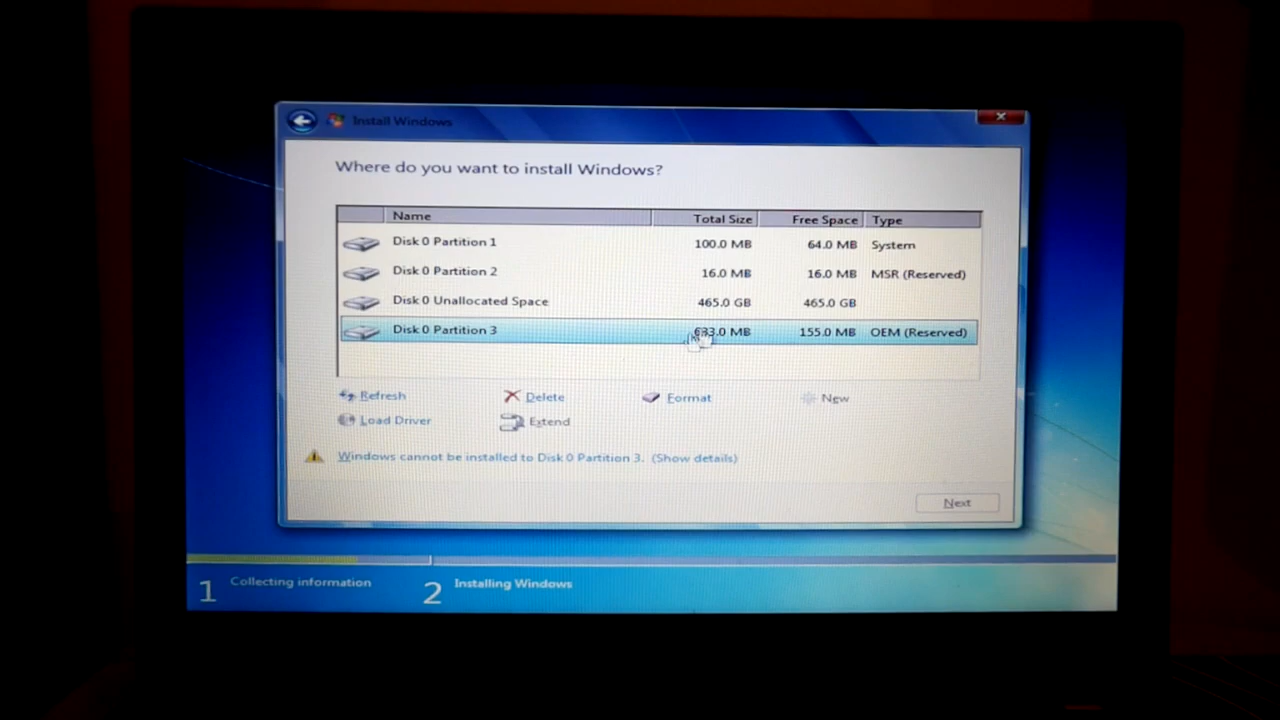 Install Windows
Where do you want to install Windows?
Name Total Size Free Space Type
Disk 0 Partition 1 100.0 MB 64.0 MB System
Disk 0 Partition 2 16.0 MB 16.0 MB MSR (Reserved)
Disk 0 Unallocated Space 465.0 GB 465.0 GB
Disk 0 Partition 3 633.0 MB 155.0 MB OEM (Reserved)
Refresh Delete Format New
Load Driver Extend
Windows cannot be installed to Disk 0 Partition 3. (Show details)
Next
1 Collecting information 2 Installing Windows